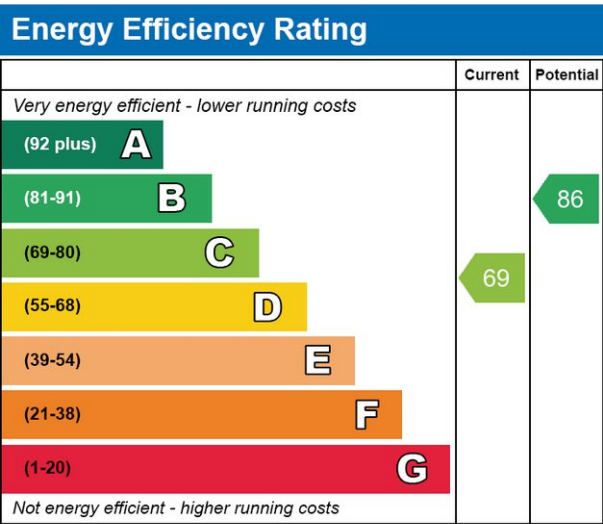 Energy Efficiency Rating
Current Potential
Very energy efficient - lower running costs
(92 plus) A
(81-91) B
86
(69-80) C
69
(55-68) D
(39-54) E
(21-38) F
(1-20) G
Not energy efficient - higher running costs